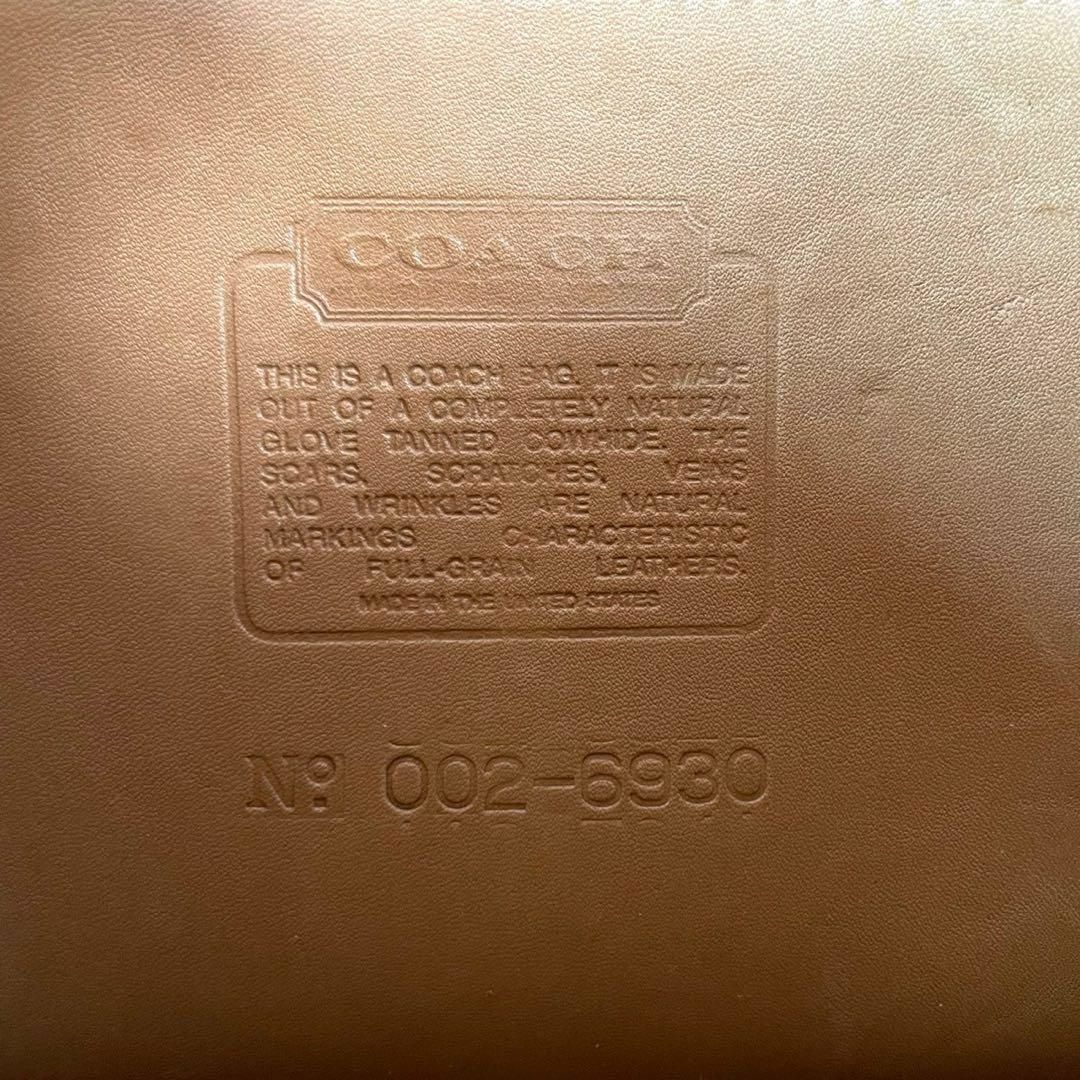 COACH
THIS IS A COACH BAG. IT IS MADE
OUT OF A COMPLETELY NATURAL
GLOVE TANNED COWHIDE. THE
SCARS, SCRATCHES, VEINS
AND WRINKLES ARE NATURAL
MARKINGS CHARACTERISTIC
OF FULL-GRAIN LEATHERS.
MADE IN THE UNITED STATES
Nº 002-6930